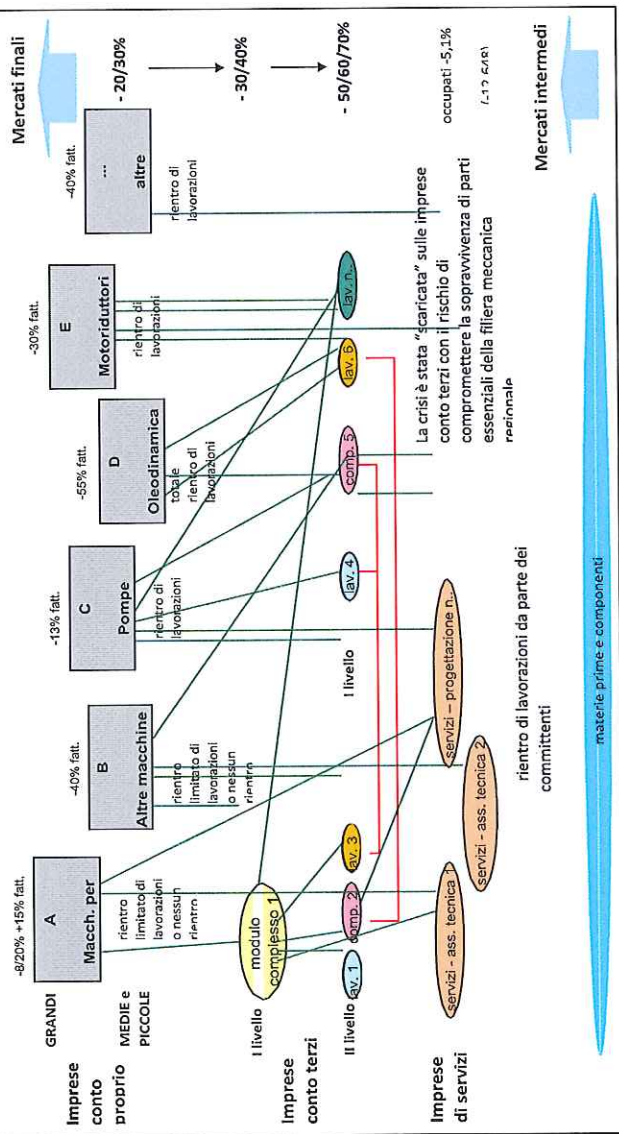 Mercati finali
-8/20% +15% fatt.
-40% fatt.
-13% fatt.
-55% fatt.
-30% fatt.
-40% fatt.
GRANDI
A
Macch. per
B
Altre macchine
C
Pompe
D
Oleodinamica
E
Motoriduttori
...
altre
- 20/30%
Imprese
conto
proprio
MEDIE e
PICCOLE
rientro limitato di
lavorazioni
o nessun
rientro
rientro
limitato di
lavorazioni
o nessun
rientro
rientro di
lavorazioni
totale
rientro di
lavorazioni
rientro di
lavorazioni
rientro di
lavorazioni
- 30/40%
I livello
modulo
complesso 1
Imprese
conto terzi
I livello
II livello
lav. 1
comp. 2
lav. 3
lav. 4
comp. 5
lav. 6
lav. n..
- 50/60/70%
La crisi è stata "scaricata" sulle imprese
conto terzi con il rischio di
compromettere la sopravvivenza di parti
essenziali della filiera meccanica
regionale
occupati -5,1%
(-12.648)
Imprese
di servizi
servizi - ass. tecnica 1
servizi - ass. tecnica 2
servizi – progettazione n..
rientro di lavorazioni da parte dei
committenti
Mercati intermedi
materie prime e componenti